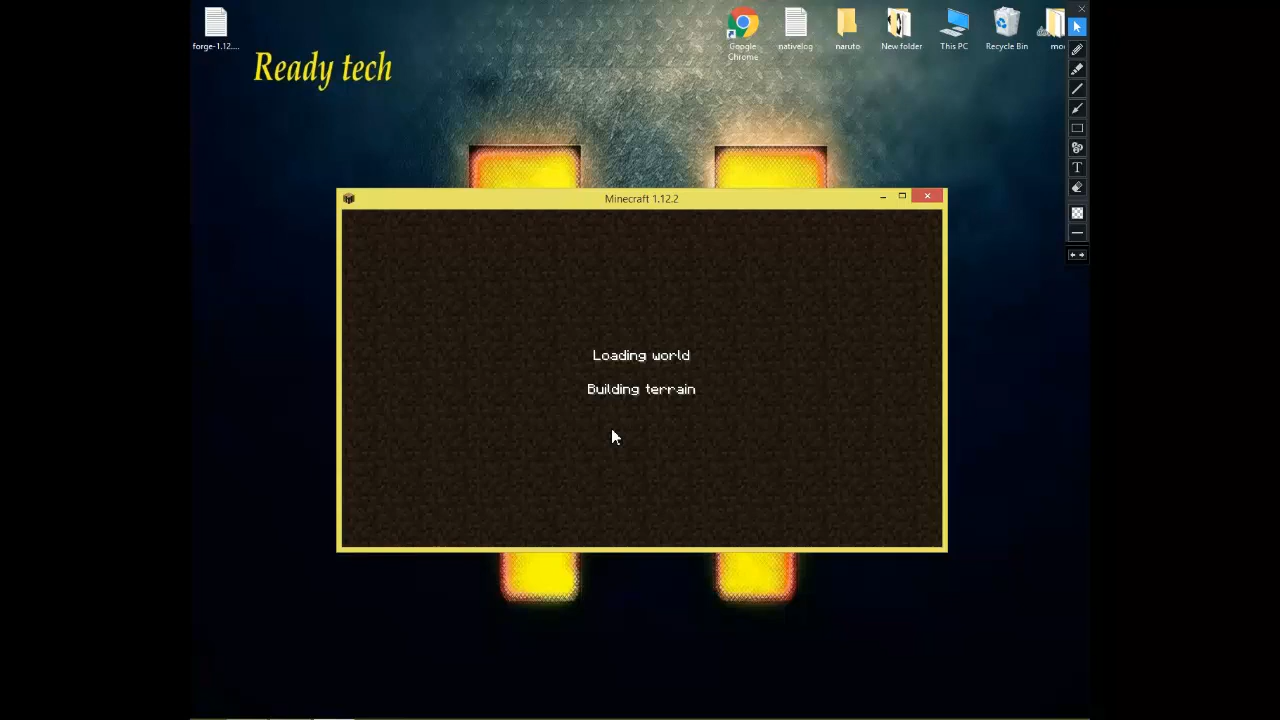 forge-1.12....
Google
Chrome
nativelog
naruto
New folder
This PC
Recycle Bin
mo
Ready tech
Minecraft 1.12.2
Loading world
Building terrain
T